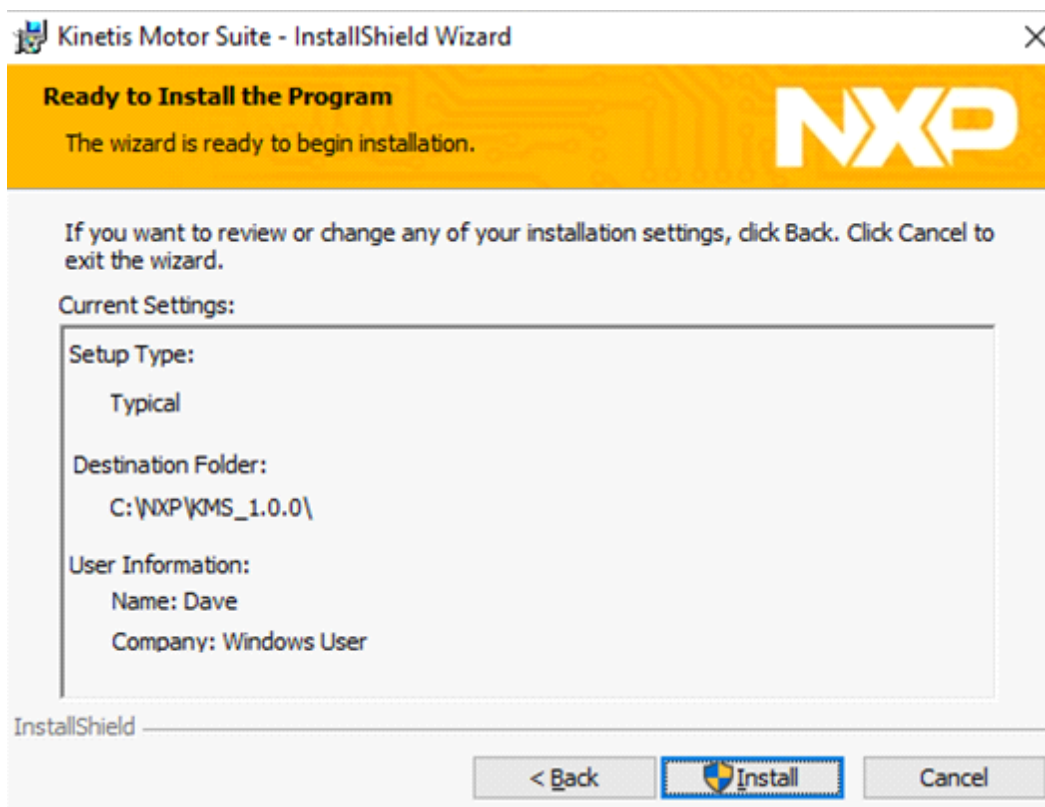 Kinetis Motor Suite - InstallShield Wizard
Ready to Install the Program
The wizard is ready to begin installation.
NXP
If you want to review or change any of your installation settings, click Back. Click Cancel to
exit the wizard.
Current Settings:
Setup Type:
Typical
Destination Folder:
C:\NXP\KMS_1.0.0\
User Information:
Name: Dave
Company: Windows User
InstallShield
< Back
Install
Cancel